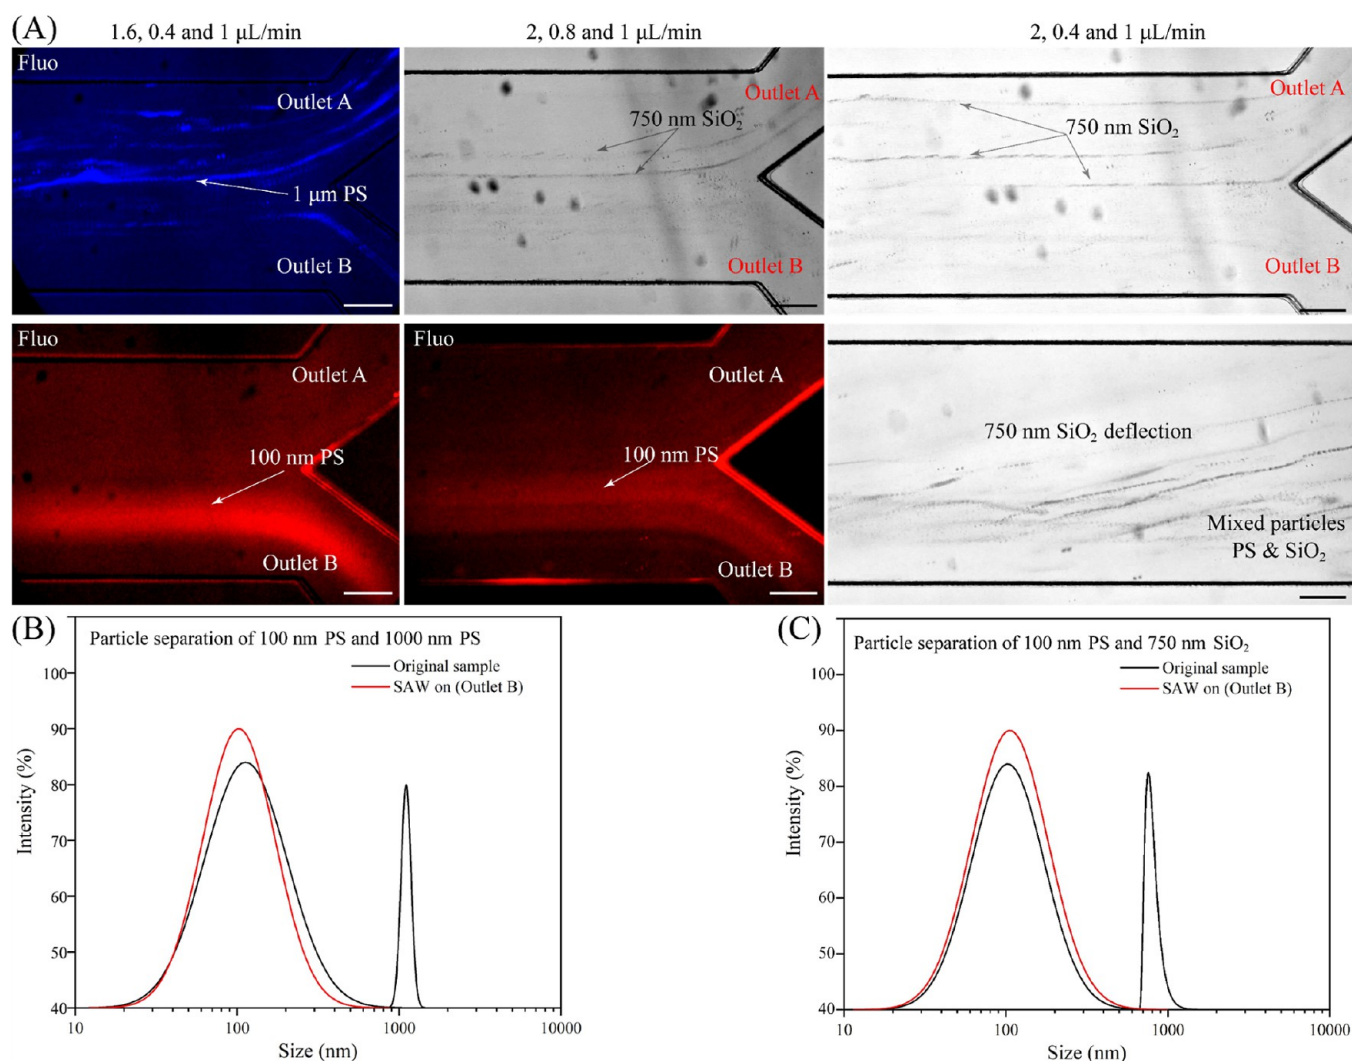 (A)
1.6, 0.4 and 1 μL/min
2, 0.8 and 1 μL/min
2, 0.4 and 1 μL/min
Fluo
Outlet A
1 μm PS
Outlet B
Outlet A
750 nm SiO₂
Outlet B
Outlet A
750 nm SiO₂
Outlet B
Fluo
Outlet A
100 nm PS
Outlet B
Fluo
Outlet A
100 nm PS
Outlet B
750 nm SiO₂ deflection
Mixed particles
PS & SiO₂
(B)
Particle separation of 100 nm PS and 1000 nm PS
Original sample
SAW on (Outlet B)
Intensity (%)
100
90
80
70
60
50
40
10
100
1000
10000
Size (nm)
(C)
Particle separation of 100 nm PS and 750 nm SiO₂
Original sample
SAW on (Outlet B)
Intensity (%)
100
90
80
70
60
50
40
10
100
1000
10000
Size (nm)